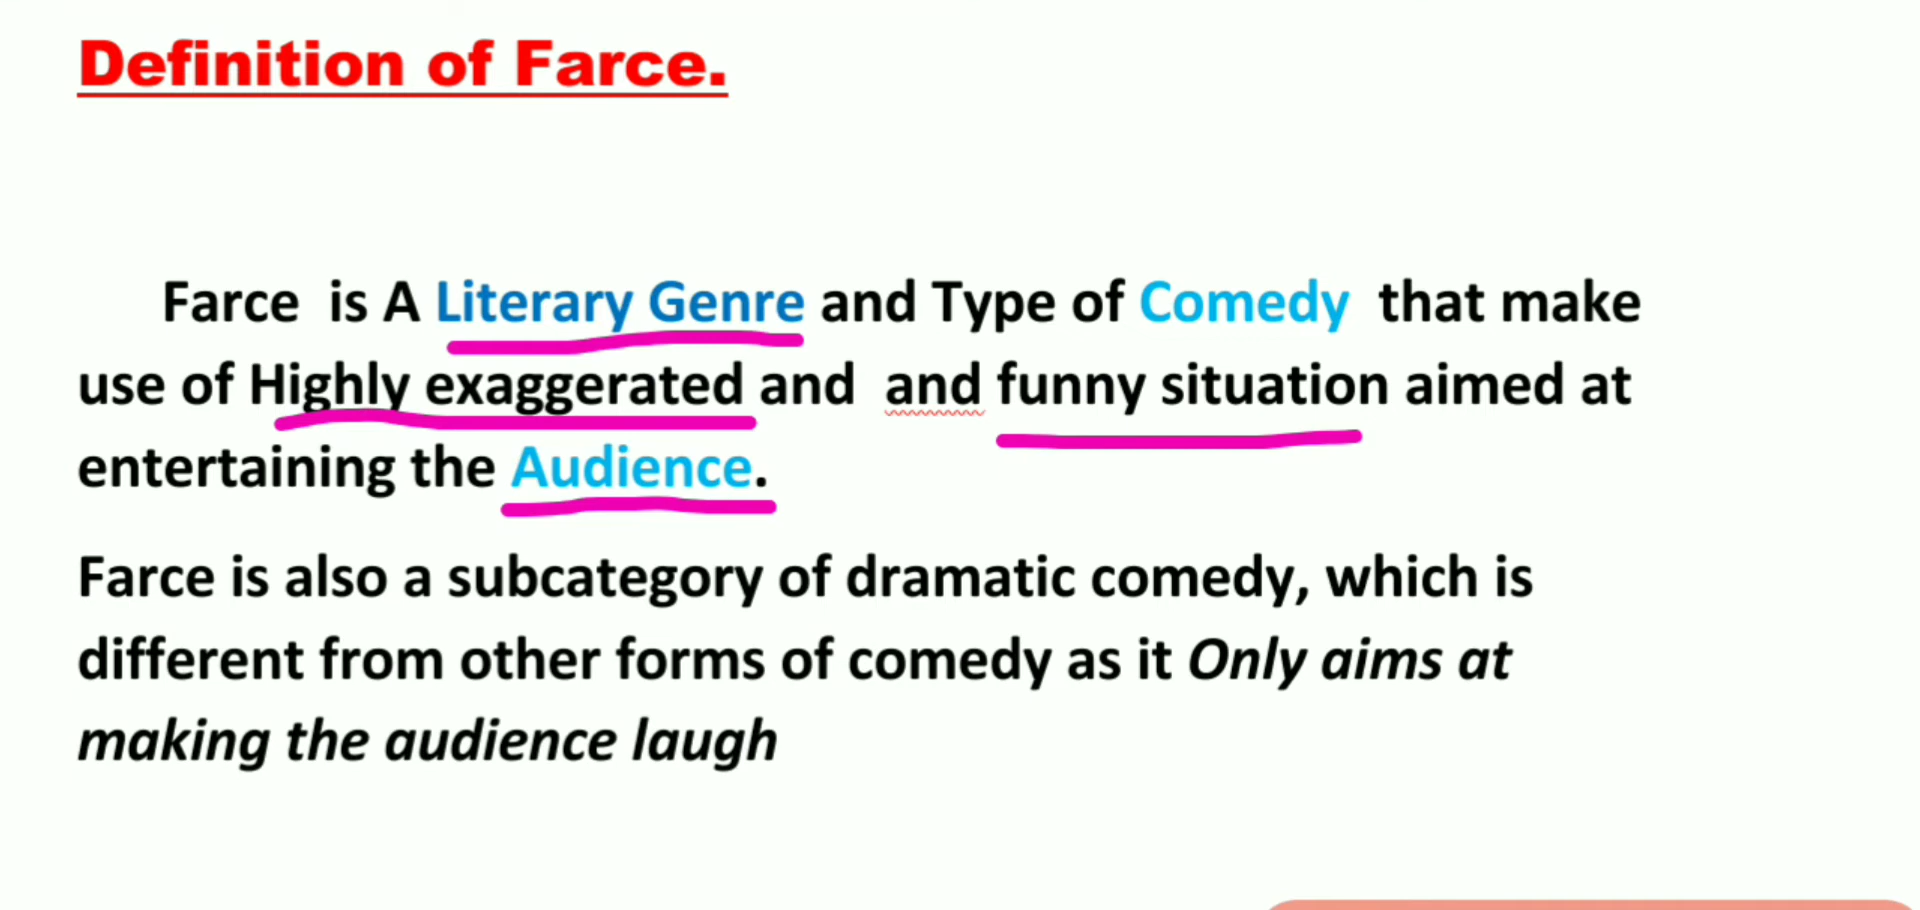 Definition of Farce.
Farce is A Literary Genre and Type of Comedy that make
use of Highly exaggerated and and funny situation aimed at
entertaining the Audience.
Farce is also a subcategory of dramatic comedy, which is
different from other forms of comedy as it Only aims at
making the audience laugh